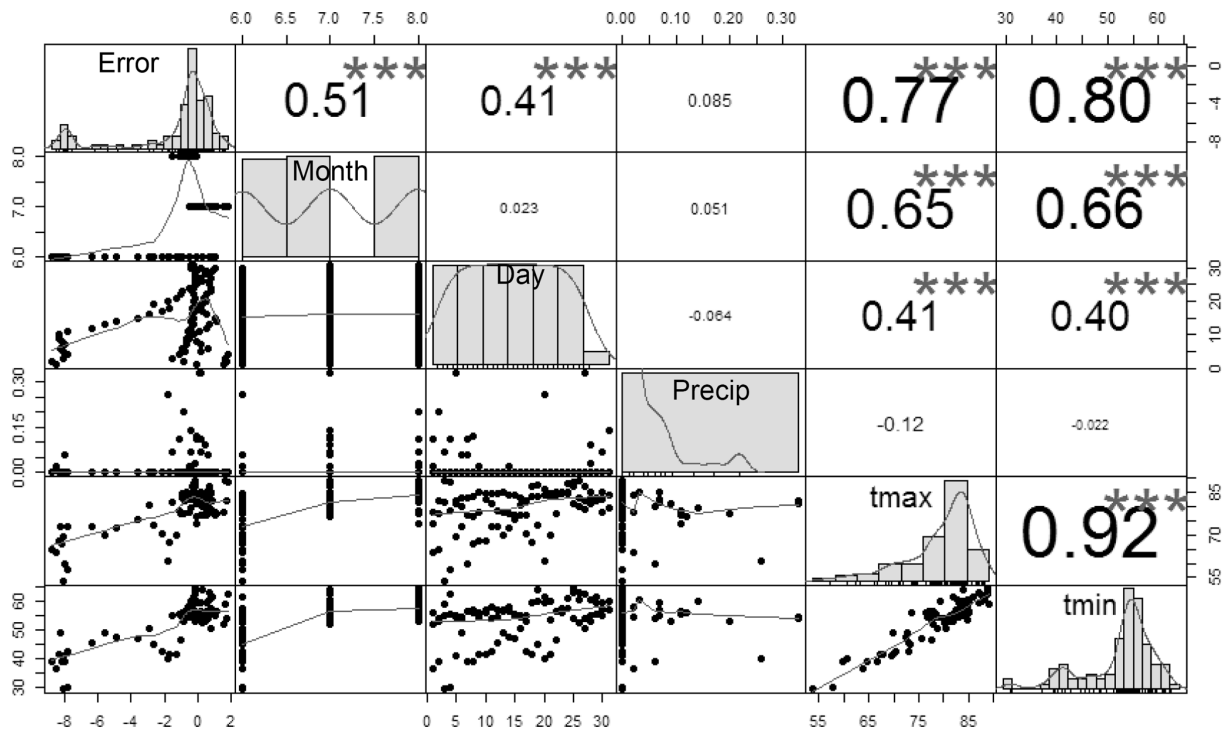 6.0 6.5 7.0 7.5 8.0 0.00 0.10 0.20 0.30 30 40 50 60
Error 0.51 *** 0.41 *** 0.085 0.77 *** 0.80 *** -8 -4 0
6.0 7.0 8.0 Month 0.023 0.051 0.65 *** 0.66 ***
Day -0.064 0.41 *** 0.40 *** 0 10 20 30
0.00 0.15 0.30 Precip -0.12 -0.022
tmax 0.92 *** 55 70 85
30 40 50 60 tmin
-8 -6 -4 -2 0 2 0 5 10 15 20 25 30 55 65 75 85